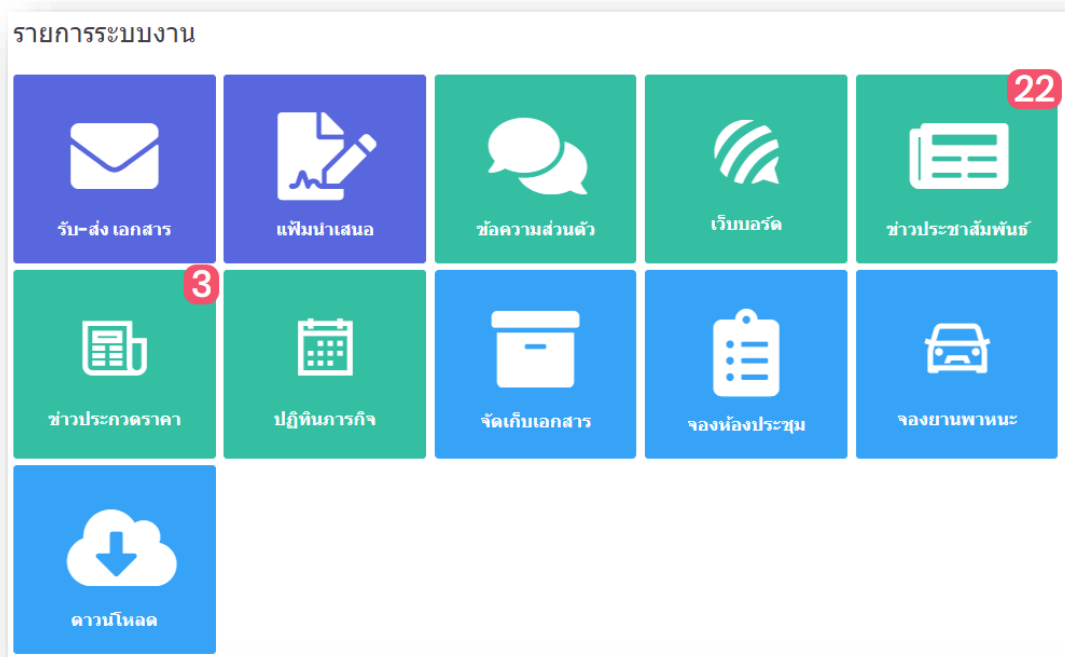 รายการระบบงาน
22
รับ-ส่ง เอกสาร
แฟ้มนำเสนอ
ข้อความส่วนตัว
เว็บบอร์ด
ข่าวประชาสัมพันธ์
3
ข่าวประกวดราคา
ปฏิทินภารกิจ
จัดเก็บเอกสาร
จองห้องประชุม
จองยานพาหนะ
ดาวน์โหลด